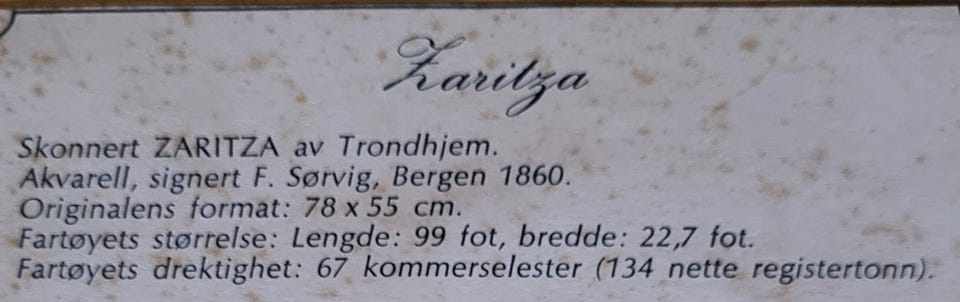 Zaritza
Skonnert ZARITZA av Trondhjem.
Akvarell, signert F. Sørvig, Bergen 1860.
Originalens format: 78 x 55 cm.
Fartøyets størrelse: Lengde: 99 fot, bredde: 22,7 fot.
Fartøyets drektighet: 67 kommerselester (134 nette registertonn).